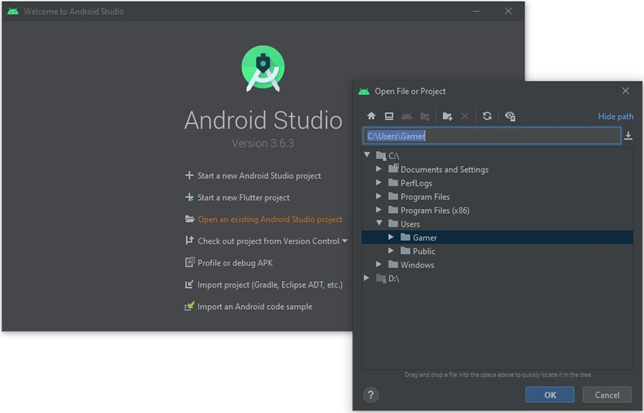 Welcome to Android Studio
Android Studio
Version 3.6.3
Start a new Android Studio project
Start a new Flutter project
Open an existing Android Studio project
Check out project from Version Control
Profile or debug APK
Import project (Gradle, Eclipse ADT, etc.)
Import an Android code sample
Open File or Project
Hide path
C:\Users\Gamer
C:\
Documents and Settings
PerfLogs
Program Files
Program Files (x86)
Users
Gamer
Public
Windows
D:\
Drag and drop a file into the space above to quickly locate it in the tree
?
OK
Cancel